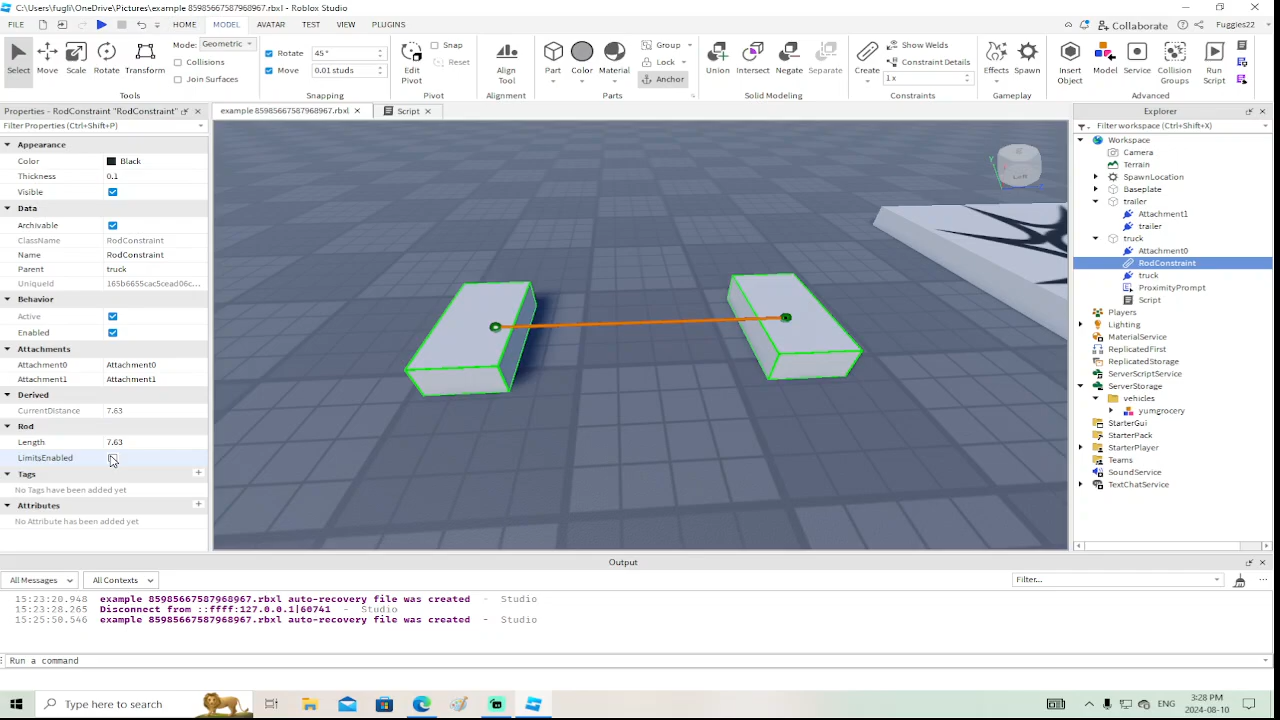 C:\Users\fugli\OneDrive\Pictures\example 85985667587968967.rbxl - Roblox Studio
FILE HOME MODEL AVATAR TEST VIEW PLUGINS Collaborate Fuggies22
Select Move Scale Rotate Transform
Mode: Geometric
Collisions
Join Surfaces
Tools
Rotate 45°
Move 0.01 studs
Snapping
Edit Pivot
Snap
Reset
Pivot
Align Tool
Alignment
Part Color Material
Group
Lock
Anchor
Parts
Union Intersect Negate Separate
Solid Modeling
Create
Show Welds
Constraint Details
1 x
Constraints
Effects Spawn
Gameplay
Insert Object
Model Service
Collision Groups
Run Script
Advanced
Properties - RodConstraint "RodConstraint"
Filter Properties (Ctrl+Shift+P)
Appearance
Color Black
Thickness 0.1
Visible
Data
Archivable
ClassName RodConstraint
Name RodConstraint
Parent truck
UniqueId 165b6655cac5cead06c...
Behavior
Active
Enabled
Attachments
Attachment0 Attachment0
Attachment1 Attachment1
Derived
CurrentDistance 7.63
Rod
Length 7.63
LimitsEnabled
Tags
No Tags have been added yet
Attributes
No Attribute has been added yet
example 85985667587968967.rbxl
Script
Left
Y
Explorer
Filter workspace (Ctrl+Shift+X)
Workspace
Camera
Terrain
SpawnLocation
Baseplate
trailer
Attachment1
trailer
truck
Attachment0
RodConstraint
truck
ProximityPrompt
Script
Players
Lighting
MaterialService
ReplicatedFirst
ReplicatedStorage
ServerScriptService
ServerStorage
vehicles
yumgrocery
StarterGui
StarterPack
StarterPlayer
Teams
SoundService
TextChatService
Output
All Messages All Contexts Filter...
15:23:20.948 example 85985667587968967.rbxl auto-recovery file was created - Studio
15:23:28.265 Disconnect from ::ffff:127.0.0.1|60741 - Studio
15:25:50.546 example 85985667587968967.rbxl auto-recovery file was created - Studio
Run a command
Type here to search
ENG
3:28 PM
2024-08-10